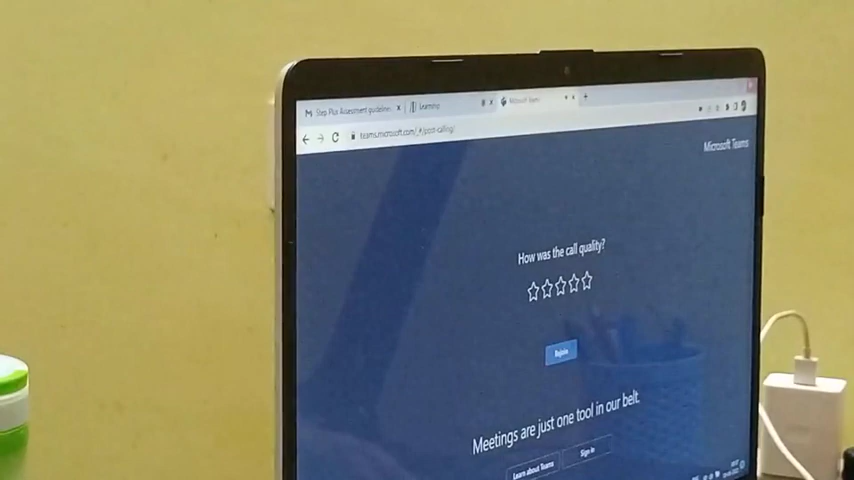 Step Plus Assessment guideline
Learning
Microsoft Teams
teams.microsoft.com/_#/post-calling/
Microsoft Teams
How was the call quality?
Rejoin
Meetings are just one tool in our belt.
Learn about Teams
Sign in